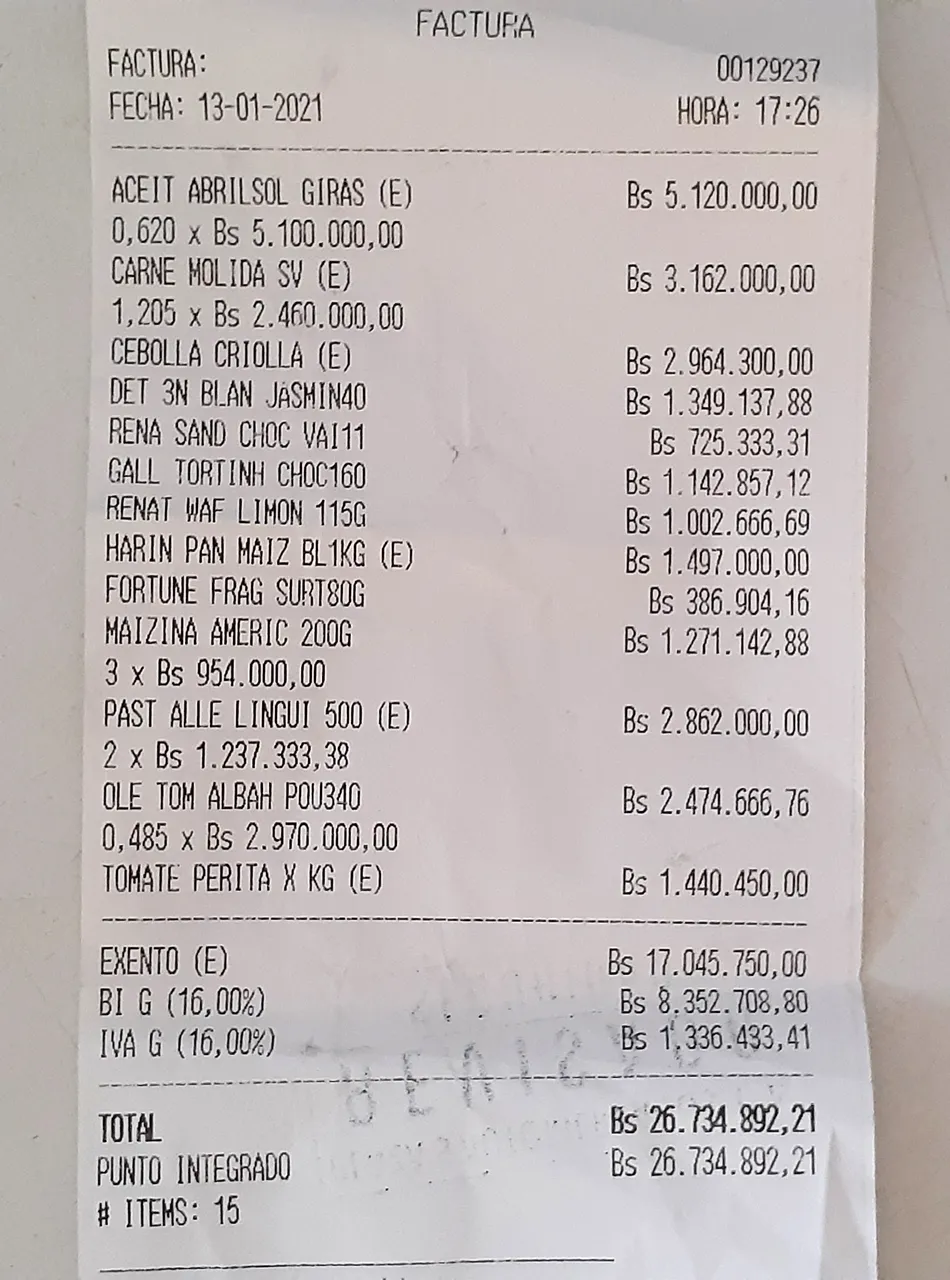 FACTURA
FACTURA: 00129237
FECHA: 13-01-2021 HORA: 17:26
ACEIT ABRILSOL GIRAS (E) Bs 5.120.000,00
0,620 x Bs 5.100.000,00
CARNE MOLIDA SV (E) Bs 3.162.000,00
1,205 x Bs 2.460.000,00
CEBOLLA CRIOLLA (E) Bs 2.964.300,00
DET 3N BLAN JASMIN40 Bs 1.349.137,88
RENA SAND CHOC VAI11 Bs 725.333,31
GALL TORTINH CHOC160 Bs 1.142.857,12
RENAT WAF LIMON 115G Bs 1.002.666,69
HARIN PAN MAIZ BL1KG (E) Bs 1.497.000,00
FORTUNE FRAG SURT80G Bs 386.904,16
MAIZINA AMERIC 200G Bs 1.271.142,88
3 x Bs 954.000,00
PAST ALLE LINGUI 500 (E) Bs 2.862.000,00
2 x Bs 1.237.333,38
OLE TOM ALBAH POU340 Bs 2.474.666,76
0,485 x Bs 2.970.000,00
TOMATE PERITA X KG (E) Bs 1.440.450,00
EXENTO (E) Bs 17.045.750,00
BI G (16,00%) Bs 8.352.708,80
IVA G (16,00%) Bs 1.336.433,41
TOTAL Bs 26.734.892,21
PUNTO INTEGRADO Bs 26.734.892,21
# ITEMS: 15